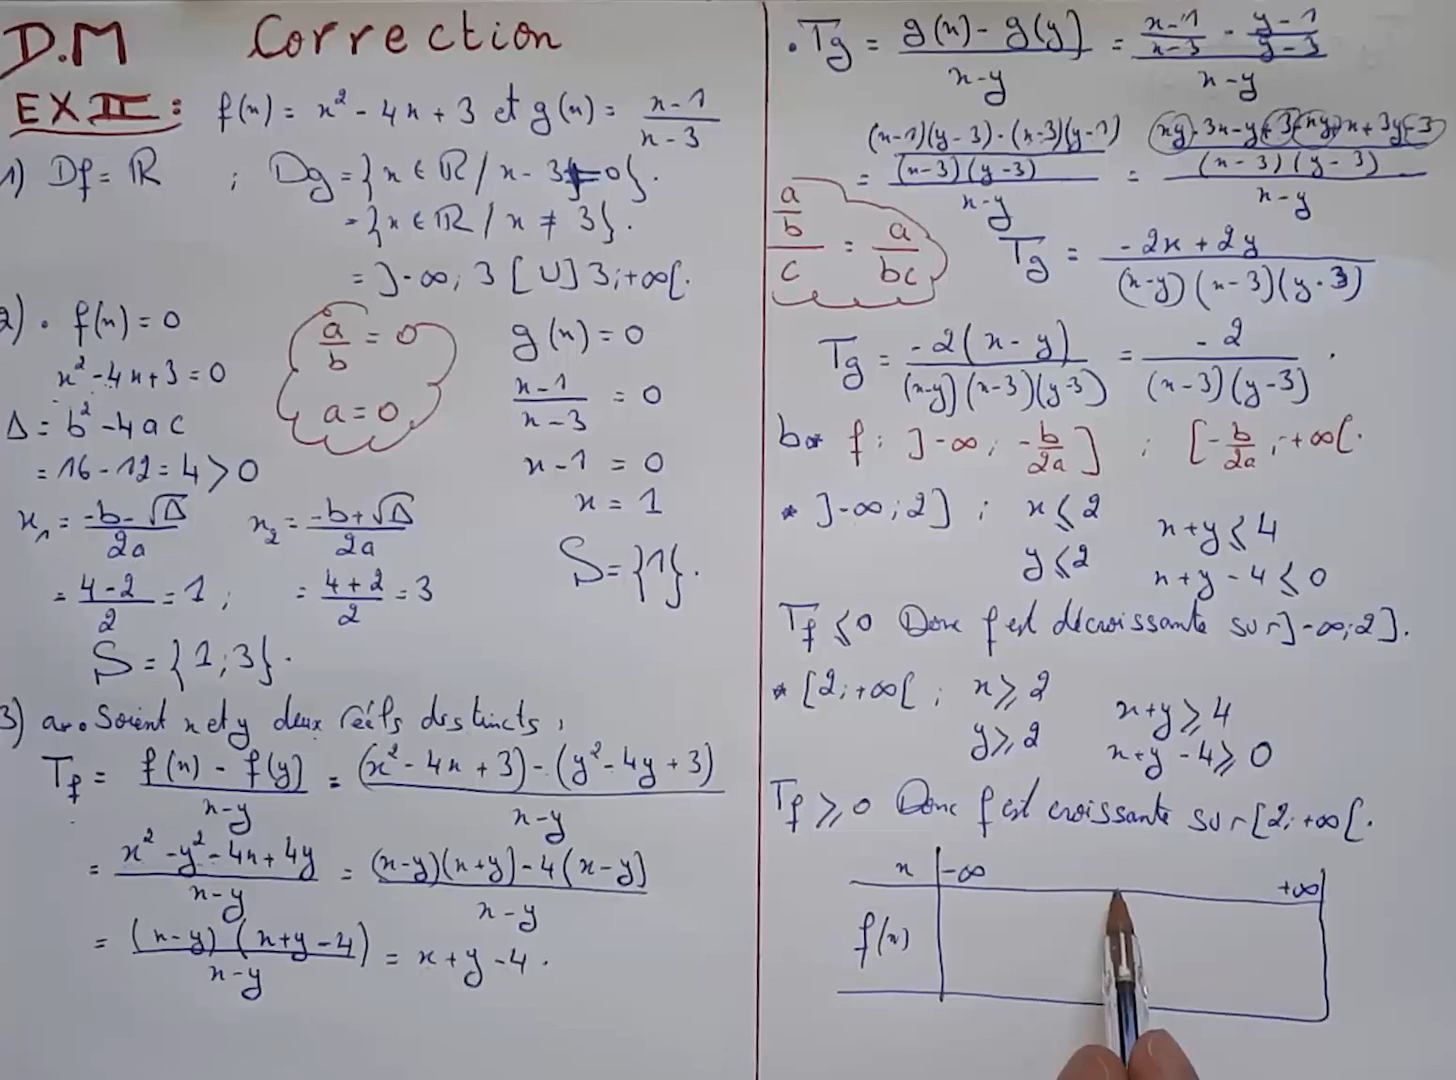 D.M Correction
EX II : f(x) = x² - 4x + 3 et g(x) = (x-1)/(x-3)
1) Df = ℝ ; Dg = {x ∈ ℝ / x - 3 ≠ 0}.
= {x ∈ ℝ / x ≠ 3}.
= ]-∞; 3[ U ]3; +∞[.
2) • f(x) = 0
x² - 4x + 3 = 0
Δ = b² - 4ac
= 16 - 12 = 4 > 0
x₁ = (-b - √Δ)/2a x₂ = (-b + √Δ)/2a
= (4 - 2)/2 = 1 ; = (4 + 2)/2 = 3
S = {1 ; 3}.
a/b = 0
a = 0
g(x) = 0
(x-1)/(x-3) = 0
x - 1 = 0
x = 1
S = {1}.
3) a • Soient x et y deux réels distincts,
Tf = (f(x) - f(y))/(x-y) = ((x² - 4x + 3) - (y² - 4y + 3))/(x-y)
= (x² - y² - 4x + 4y)/(x-y) = ((x-y)(x+y) - 4(x-y))/(x-y)
= ((x-y)(x+y-4))/(x-y) = x + y - 4.
• Tg = (g(x) - g(y))/(x-y) = ((x-1)/(x-3) - (y-1)/(y-3))/(x-y)
= (((x-1)(y-3) - (x-3)(y-1))/((x-3)(y-3)))/(x-y) = ((xy - 3x - y + 3 - xy + x + 3y - 3)/((x-3)(y-3)))/(x-y)
(a/b)/c = a/bc
Tg = (-2x + 2y)/((x-y)(x-3)(y-3))
Tg = (-2(x-y))/((x-y)(x-3)(y-3)) = -2/((x-3)(y-3)).
b • f : ]-∞; -b/2a] ; [-b/2a; +∞[.
* ]-∞; 2] ; x ≤ 2
y ≤ 2
x + y ≤ 4
x + y - 4 ≤ 0
Tf ≤ 0 Donc f est décroissante sur ]-∞; 2].
* [2; +∞[ ; x ≥ 2
y ≥ 2
x + y ≥ 4
x + y - 4 ≥ 0
Tf ≥ 0 Donc f est croissante sur [2; +∞[.
x -∞ +∞
f(x)